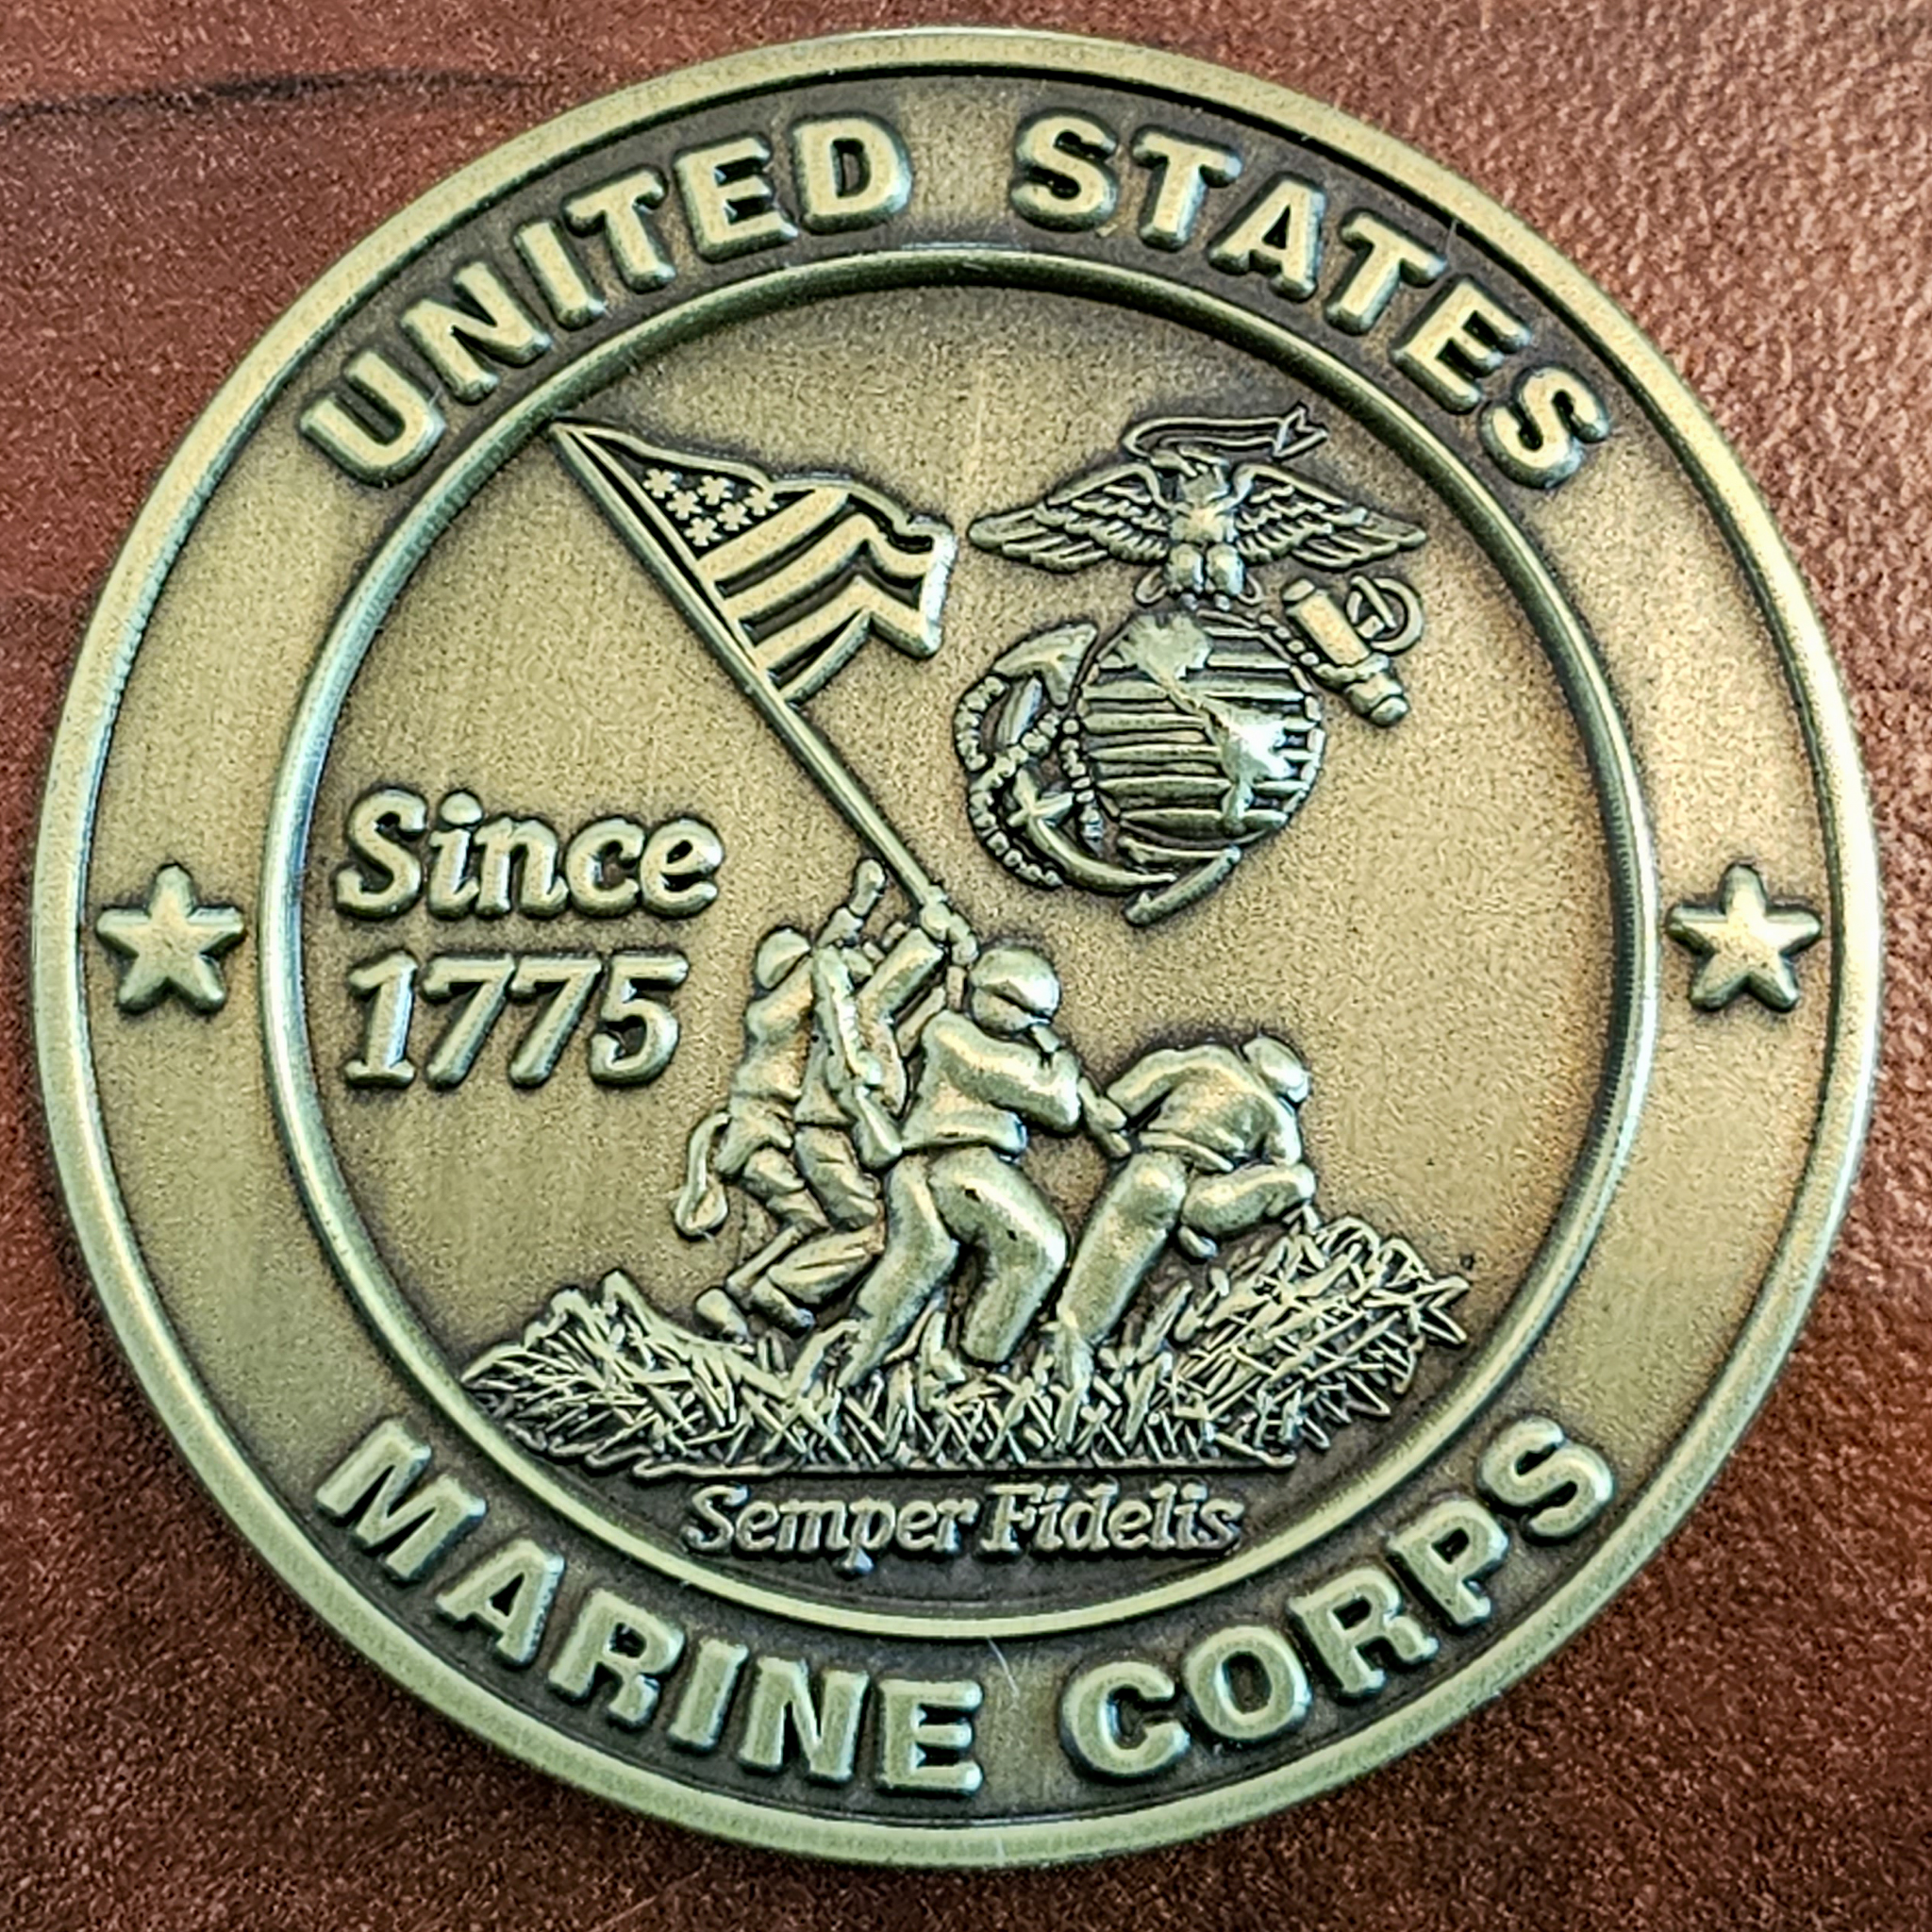 UNITED STATES
Since
1775
Semper Fidelis
MARINE CORPS